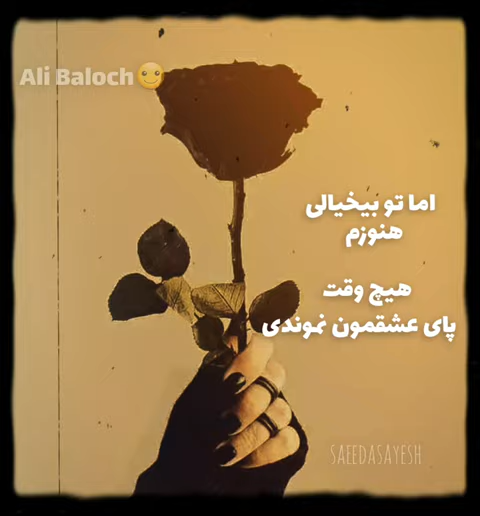 Ali Baloch🙂
اما تو بیخیالی
هنوزم
هیچ وقت
پای عشقمون نموندی
SAEEDASAYESH